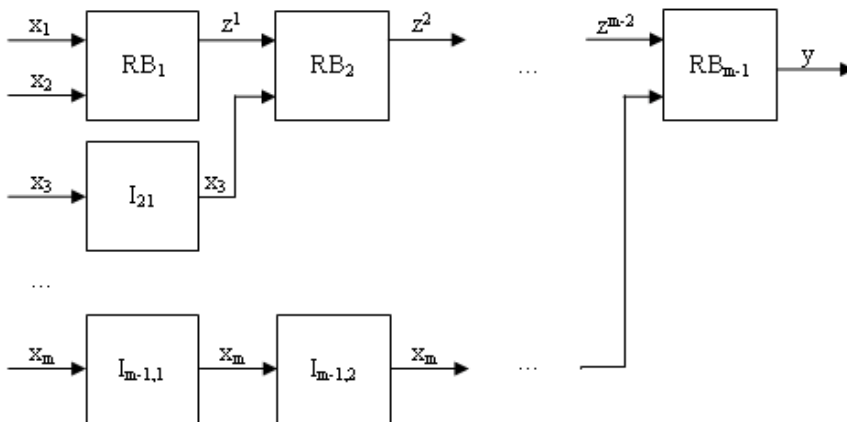 x₁ z¹ z² zᵐ⁻²
RB₁ RB₂ ... RBₘ₋₁ y
x₂
x₃ I₂₁ x₃
...
xₘ Iₘ₋₁,₁ xₘ Iₘ₋₁,₂ xₘ ...